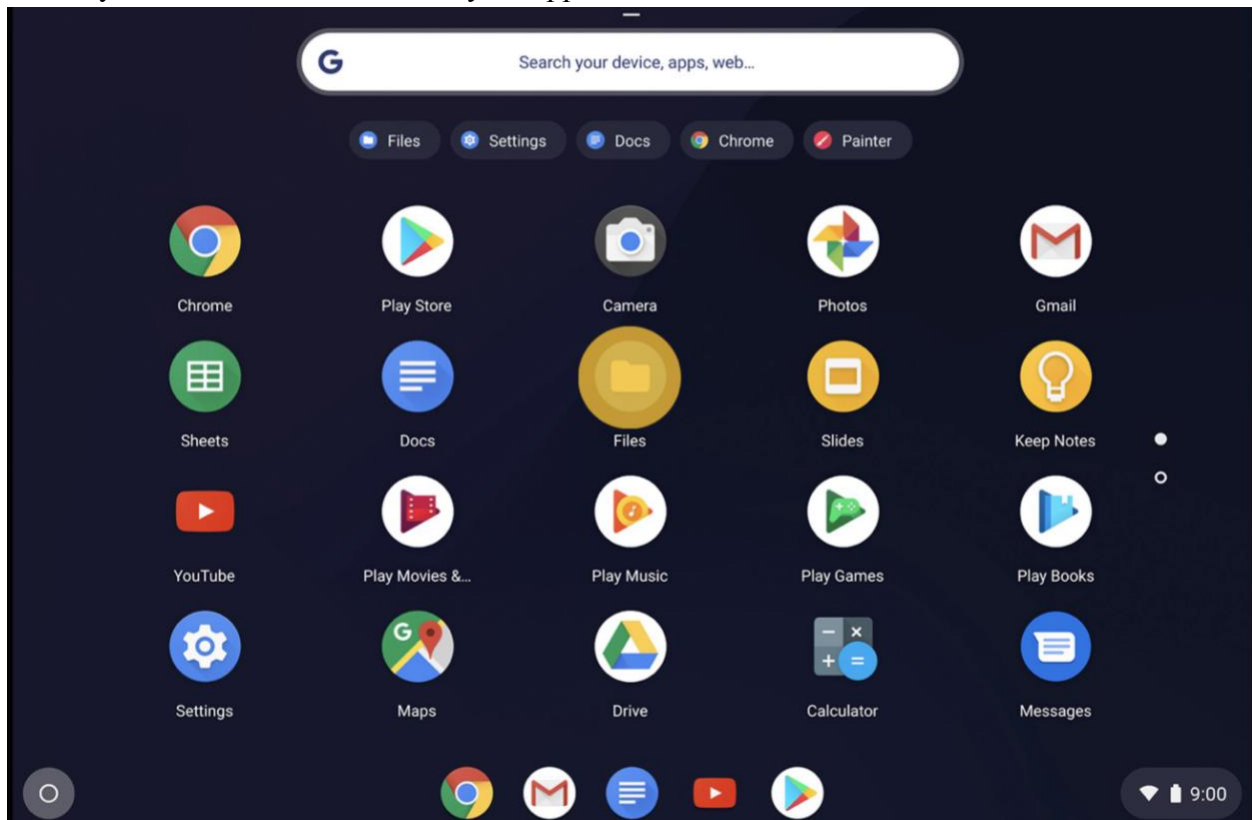 Search your device, apps, web...
Files Settings Docs Chrome Painter
Chrome Play Store Camera Photos Gmail
Sheets Docs Files Slides Keep Notes
YouTube Play Movies &... Play Music Play Games Play Books
Settings Maps Drive Calculator Messages
9:00